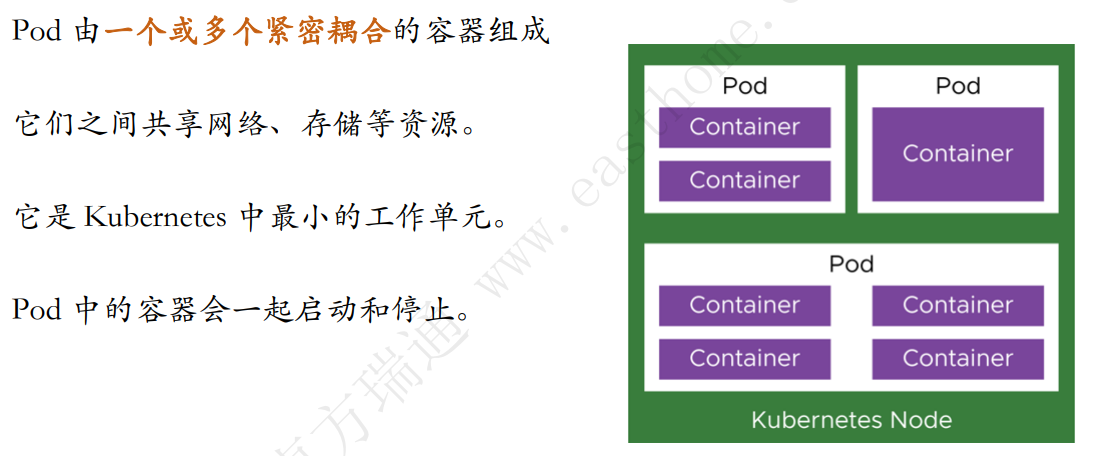 Pod 由一个或多个紧密耦合的容器组成
它们之间共享网络、存储等资源。
它是 Kubernetes 中最小的工作单元。
Pod 中的容器会一起启动和停止。
Pod
Container
Container
Pod
Container
Pod
Container Container
Container Container
Kubernetes Node
方瑞通 www.easthome.